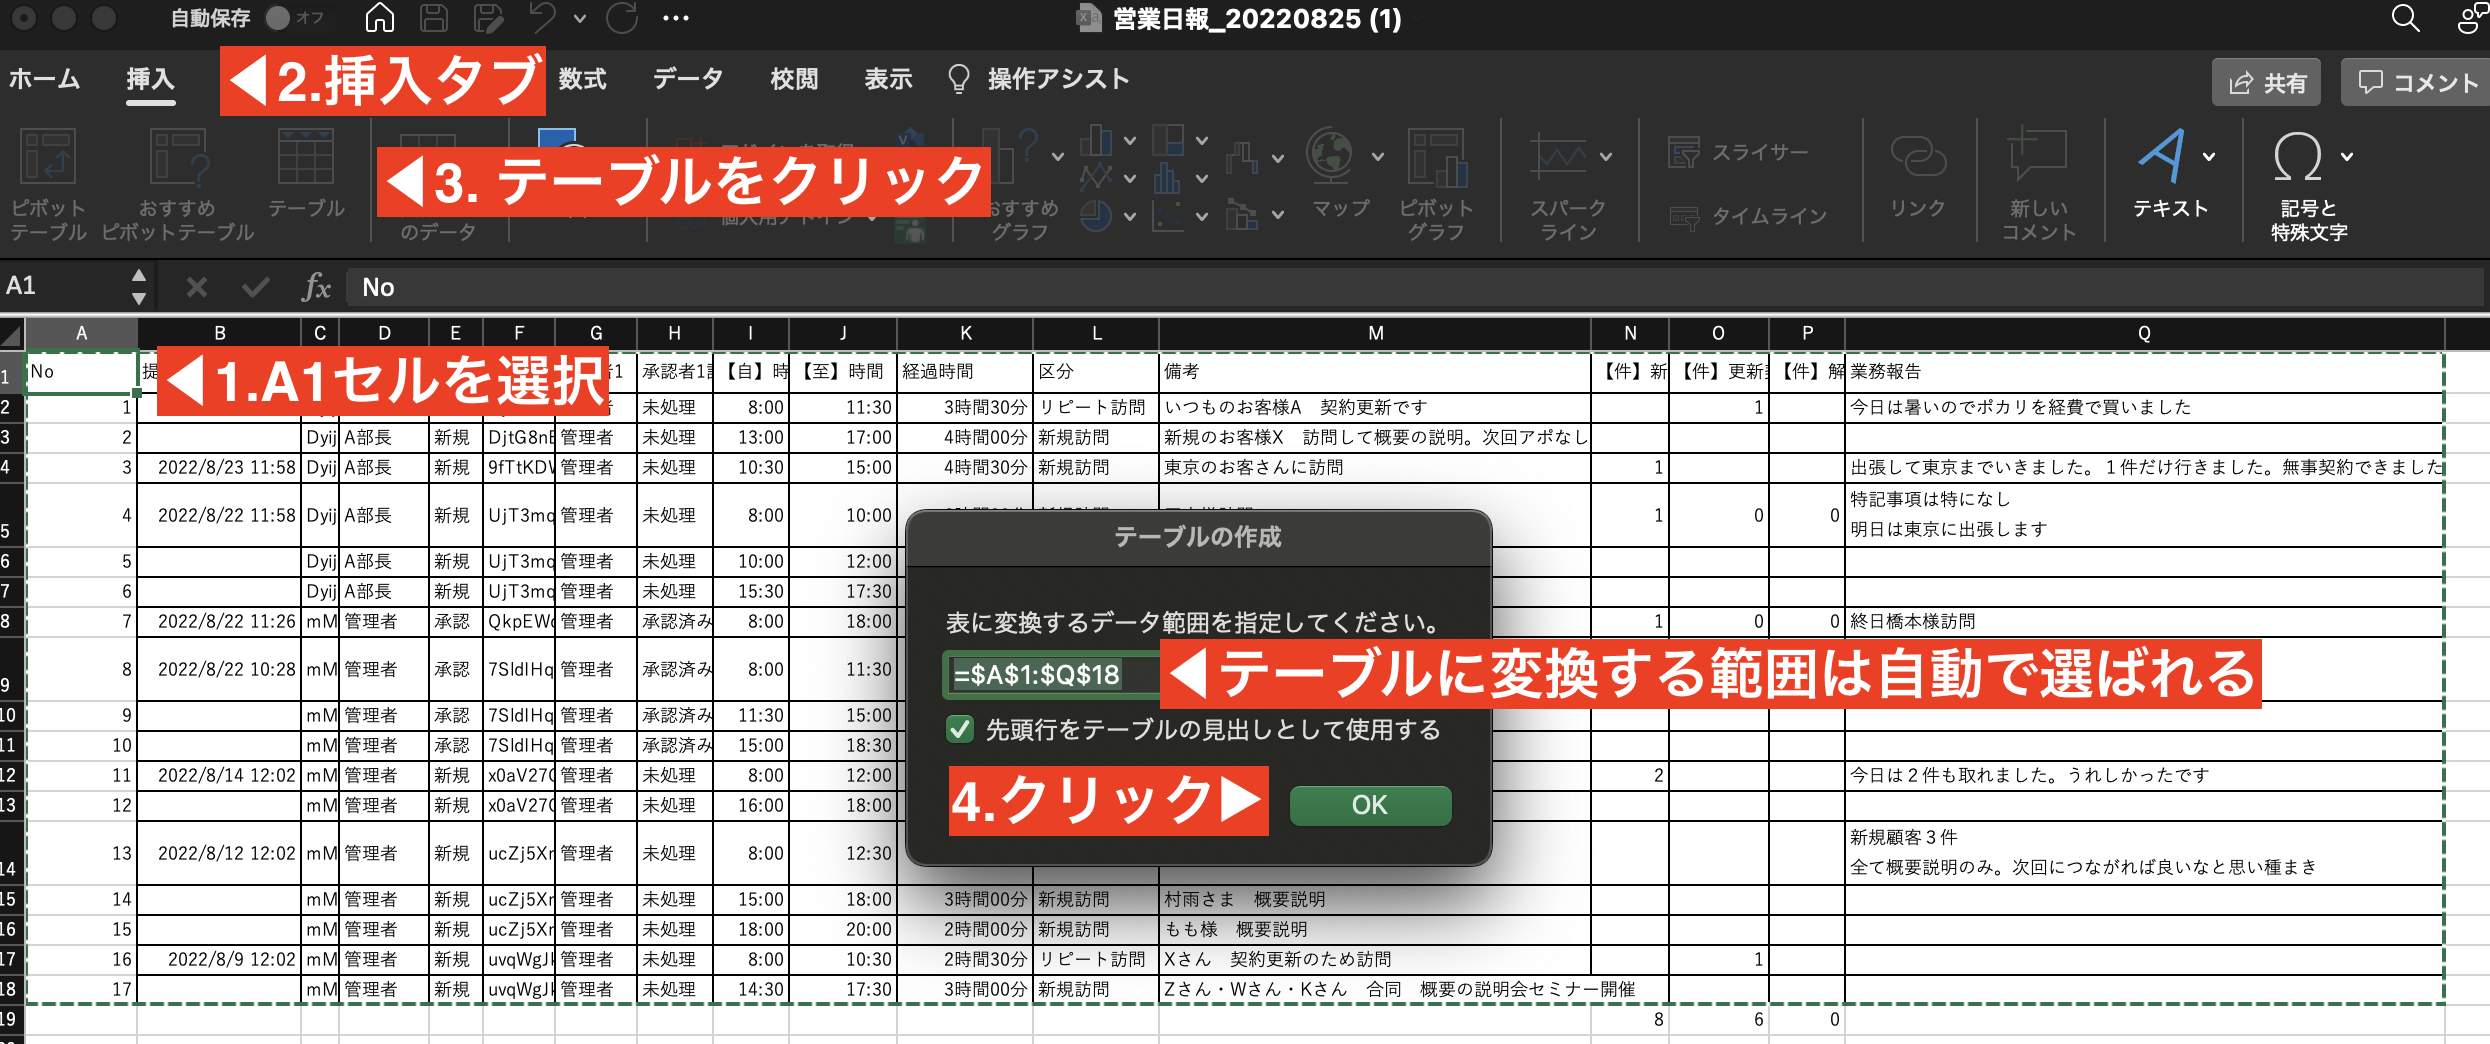 自動保存 オフ 営業日報_20220825 (1)
ホーム 挿入 ◀2.挿入タブ 数式 データ 校閲 表示 操作アシスト 共有 コメント
◀3. テーブルをクリック
ピボット
テーブル
おすすめ
ピボットテーブル
テーブル
のデータ
おすすめ
グラフ
マップ
ピボット
グラフ
スパーク
ライン
スライサー
タイムライン
リンク
新しい
コメント
テキスト
記号と
特殊文字
A1 fx No
A B C D E F G H I J K L M N O P Q
1 No 提 ◀1.A1セルを選択 承認者1 【自】時 【至】時間 経過時間 区分 備考 【件】新 【件】更新 【件】解 業務報告
2 1 未処理 8:00 11:30 3時間30分 リピート訪問 いつものお客様A 契約更新です 1 今日は暑いのでポカリを経費で買いました
3 2 Dyij A部長 新規 DjtG8n 管理者 未処理 13:00 17:00 4時間00分 新規訪問 新規のお客様X 訪問して概要の説明。次回アポなし
4 3 2022/8/23 11:58 Dyij A部長 新規 9fTtKD 管理者 未処理 10:30 15:00 4時間30分 新規訪問 東京のお客さんに訪問 1 出張して東京までいきました。1件だけ行きました。無事契約できました
5 4 2022/8/22 11:58 Dyij A部長 新規 UjT3mq 管理者 未処理 8:00 10:00 1 0 0 特記事項は特になし
明日は東京に出張します
6 5 Dyij A部長 新規 UjT3mq 管理者 未処理 10:00 12:00
7 6 Dyij A部長 新規 UjT3mq 管理者 未処理 15:30 17:30
8 7 2022/8/22 11:26 mM 管理者 承認 QkpEW 管理者 承認済み 8:00 18:00 1 0 0 終日橋本様訪問
9 8 2022/8/22 10:28 mM 管理者 承認 7SldIHq 管理者 承認済み 8:00 11:30
10 9 mM 管理者 承認 7SldIHq 管理者 承認済み 11:30 15:00
11 10 mM 管理者 承認 7SldIHq 管理者 承認済み 15:00 18:30
12 11 2022/8/14 12:02 mM 管理者 新規 x0aV27 管理者 未処理 8:00 12:00 2 今日は2件も取れました。うれしかったです
13 12 mM 管理者 新規 x0aV27 管理者 未処理 16:00 18:00
14 13 2022/8/12 12:02 mM 管理者 新規 ucZj5Xr 管理者 未処理 8:00 12:30 新規顧客3件
全て概要説明のみ。次回につながれば良いなと思い種まき
15 14 mM 管理者 新規 ucZj5Xr 管理者 未処理 15:00 18:00 3時間00分 新規訪問 村雨さま 概要説明
16 15 mM 管理者 新規 ucZj5Xr 管理者 未処理 18:00 20:00 2時間00分 新規訪問 もも様 概要説明
17 16 2022/8/9 12:02 mM 管理者 新規 uvqWgJ 管理者 未処理 8:00 10:30 2時間30分 リピート訪問 Xさん 契約更新のため訪問 1
18 17 mM 管理者 新規 uvqWgJ 管理者 未処理 14:30 17:30 3時間00分 新規訪問 Zさん・Wさん・Kさん 合同 概要の説明会セミナー開催
19 8 6 0
テーブルの作成
表に変換するデータ範囲を指定してください。
=$A$1:$Q$18 ◀テーブルに変換する範囲は自動で選ばれる
先頭行をテーブルの見出しとして使用する
4.クリック▶ OK